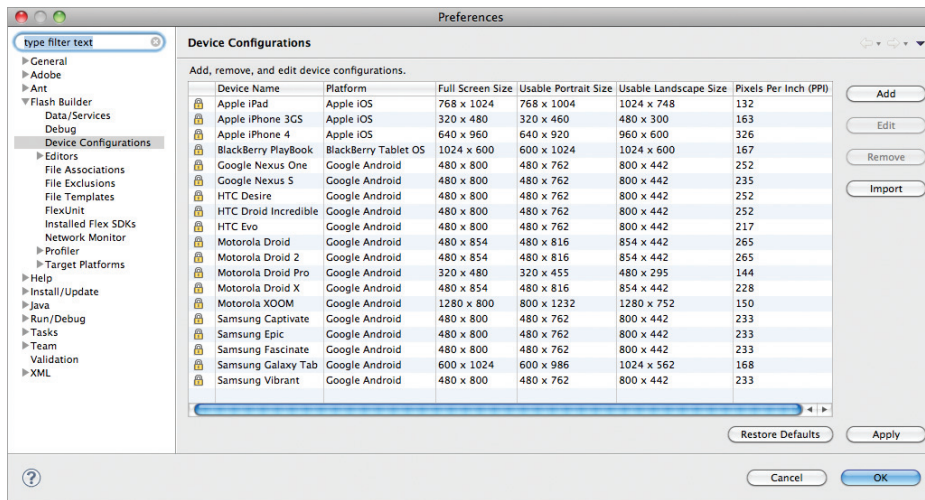 Preferences
type filter text
General
Adobe
Ant
Flash Builder
Data/Services
Debug
Device Configurations
Editors
File Associations
File Exclusions
File Templates
FlexUnit
Installed Flex SDKs
Network Monitor
Profiler
Target Platforms
Help
Install/Update
Java
Run/Debug
Tasks
Team
Validation
XML
Device Configurations
Add, remove, and edit device configurations.
Device Name Platform Full Screen Size Usable Portrait Size Usable Landscape Size Pixels Per Inch (PPI)
Apple iPad Apple iOS 768 x 1024 768 x 1004 1024 x 748 132
Apple iPhone 3GS Apple iOS 320 x 480 320 x 460 480 x 300 163
Apple iPhone 4 Apple iOS 640 x 960 640 x 920 960 x 600 326
BlackBerry PlayBook BlackBerry Tablet OS 1024 x 600 600 x 1024 1024 x 600 167
Google Nexus One Google Android 480 x 800 480 x 762 800 x 442 252
Google Nexus S Google Android 480 x 800 480 x 762 800 x 442 235
HTC Desire Google Android 480 x 800 480 x 762 800 x 442 252
HTC Droid Incredible Google Android 480 x 800 480 x 762 800 x 442 252
HTC Evo Google Android 480 x 800 480 x 762 800 x 442 217
Motorola Droid Google Android 480 x 854 480 x 816 854 x 442 265
Motorola Droid 2 Google Android 480 x 854 480 x 816 854 x 442 265
Motorola Droid Pro Google Android 320 x 480 320 x 455 480 x 295 144
Motorola Droid X Google Android 480 x 854 480 x 816 854 x 442 228
Motorola XOOM Google Android 1280 x 800 800 x 1232 1280 x 752 150
Samsung Captivate Google Android 480 x 800 480 x 762 800 x 442 233
Samsung Epic Google Android 480 x 800 480 x 762 800 x 442 233
Samsung Fascinate Google Android 480 x 800 480 x 762 800 x 442 233
Samsung Galaxy Tab Google Android 600 x 1024 600 x 986 1024 x 562 168
Samsung Vibrant Google Android 480 x 800 480 x 762 800 x 442 233
Add
Edit
Remove
Import
Restore Defaults
Apply
?
Cancel
OK